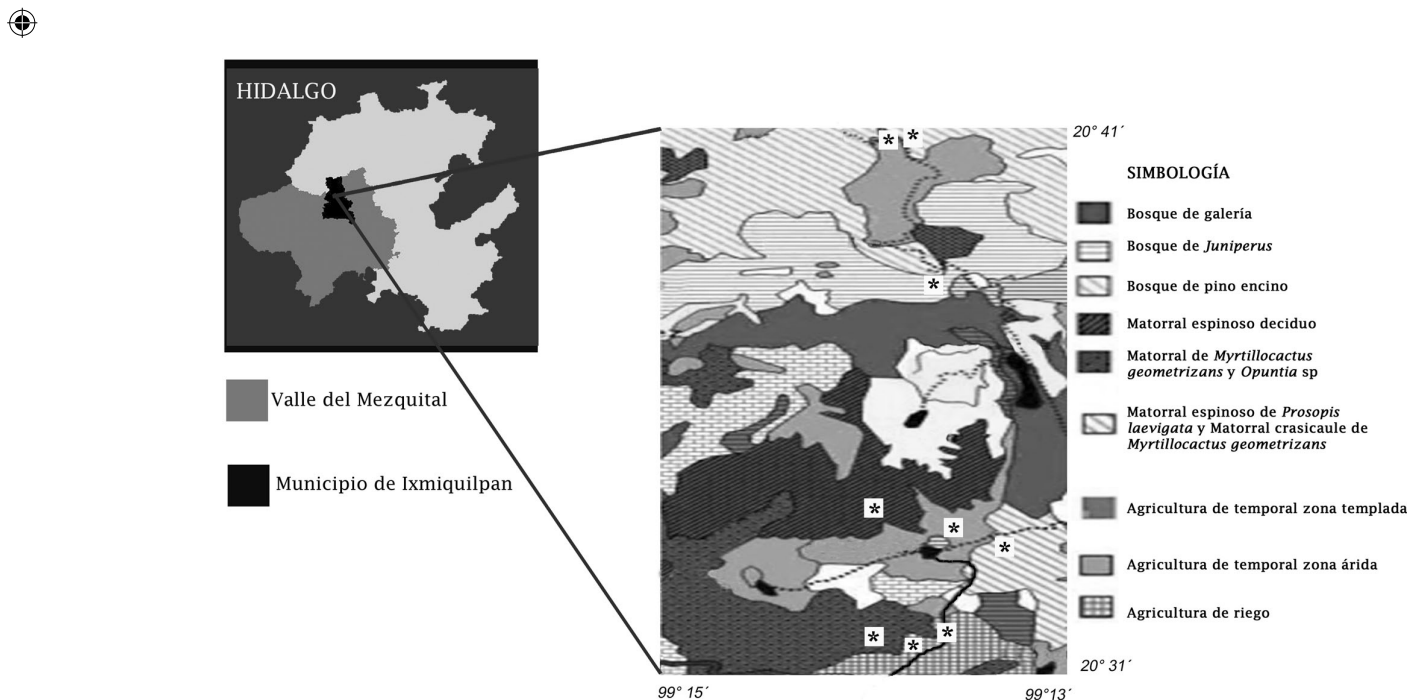 HIDALGO
Valle del Mezquital
Municipio de Ixmiquilpan
20° 41´
SIMBOLOGÍA
Bosque de galería
Bosque de Juniperus
Bosque de pino encino
Matorral espinoso deciduo
Matorral de Myrtillocactus
geometrizans y Opuntia sp
Matorral espinoso de Prosopis
laevigata y Matorral crasicaule de
Myrtillocactus geometrizans
Agricultura de temporal zona templada
Agricultura de temporal zona árida
Agricultura de riego
20° 31´
99° 15´
99°13´
* *
*
*
*
*
*
*
*